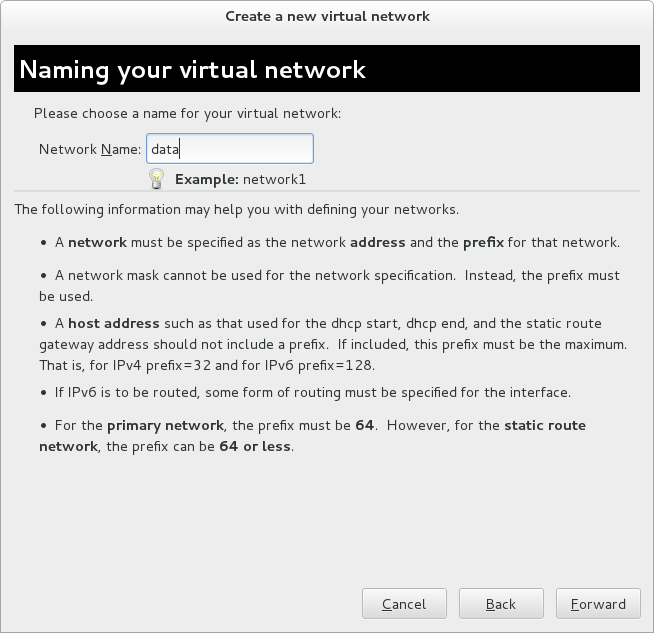 Create a new virtual network
Naming your virtual network
Please choose a name for your virtual network:
Network Name: data
Example: network1
The following information may help you with defining your networks.
• A network must be specified as the network address and the prefix for that network.
• A network mask cannot be used for the network specification.  Instead, the prefix must
be used.
• A host address such as that used for the dhcp start, dhcp end, and the static route
gateway address should not include a prefix.  If included, this prefix must be the maximum.
That is, for IPv4 prefix=32 and for IPv6 prefix=128.
• If IPv6 is to be routed, some form of routing must be specified for the interface.
• For the primary network, the prefix must be 64.  However, for the static route
network, the prefix can be 64 or less.
Cancel Back Forward